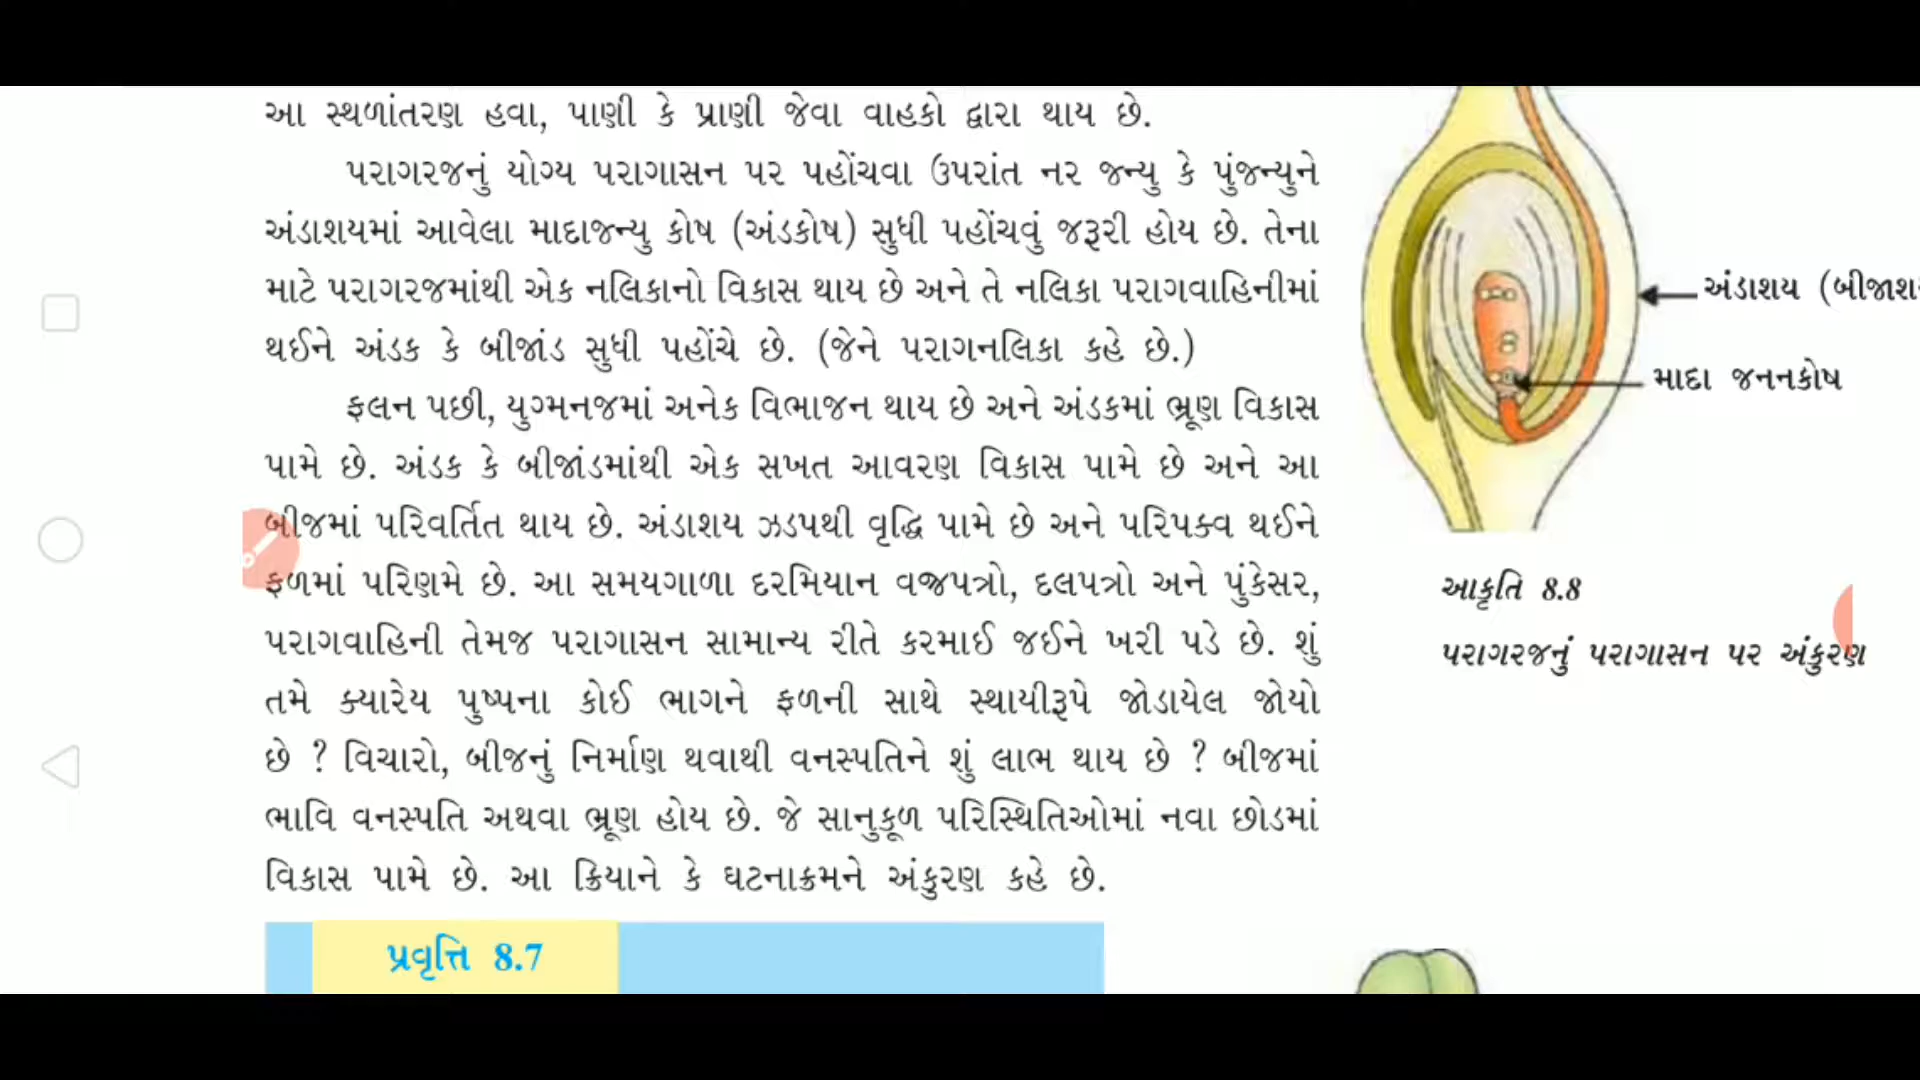 આ સ્થળાંતરણ હવા, પાણી કે પ્રાણી જેવા વાહકો દ્વારા થાય છે.
પરાગરજનું યોગ્ય પરાગાસન પર પહોંચવા ઉપરાંત નર જન્યુ કે પુંજન્યુને
અંડાશયમાં આવેલા માદાજન્યુ કોષ (અંડકોષ) સુધી પહોંચવું જરૂરી હોય છે. તેના
માટે પરાગરજમાંથી એક નલિકાનો વિકાસ થાય છે અને તે નલિકા પરાગવાહિનીમાં
થઈને અંડક કે બીજાંડ સુધી પહોંચે છે. (જેને પરાગનલિકા કહે છે.)
ફલન પછી, યુગ્મનજમાં અનેક વિભાજન થાય છે અને અંડકમાં ભ્રૂણ વિકાસ
પામે છે. અંડક કે બીજાંડમાંથી એક સખત આવરણ વિકાસ પામે છે અને આ
બીજમાં પરિવર્તિત થાય છે. અંડાશય ઝડપથી વૃદ્ધિ પામે છે અને પરિપક્વ થઈને
ફળમાં પરિણમે છે. આ સમયગાળા દરમિયાન વજ્રપત્રો, દલપત્રો અને પુંકેસર,
પરાગવાહિની તેમજ પરાગાસન સામાન્ય રીતે કરમાઈ જઈને ખરી પડે છે. શું
તમે ક્યારેય પુષ્પના કોઈ ભાગને ફળની સાથે સ્થાયીરૂપે જોડાયેલ જોયો
છે ? વિચારો, બીજનું નિર્માણ થવાથી વનસ્પતિને શું લાભ થાય છે ? બીજમાં
ભાવિ વનસ્પતિ અથવા ભ્રૂણ હોય છે. જે સાનુકૂળ પરિસ્થિતિઓમાં નવા છોડમાં
વિકાસ પામે છે. આ ક્રિયાને કે ઘટનાક્રમને અંકુરણ કહે છે.
પ્રવૃત્તિ 8.7
અંડાશય (બીજાશ
માદા જનનકોષ
આકૃતિ 8.8
પરાગરજનું પરાગાસન પર અંકુરણ